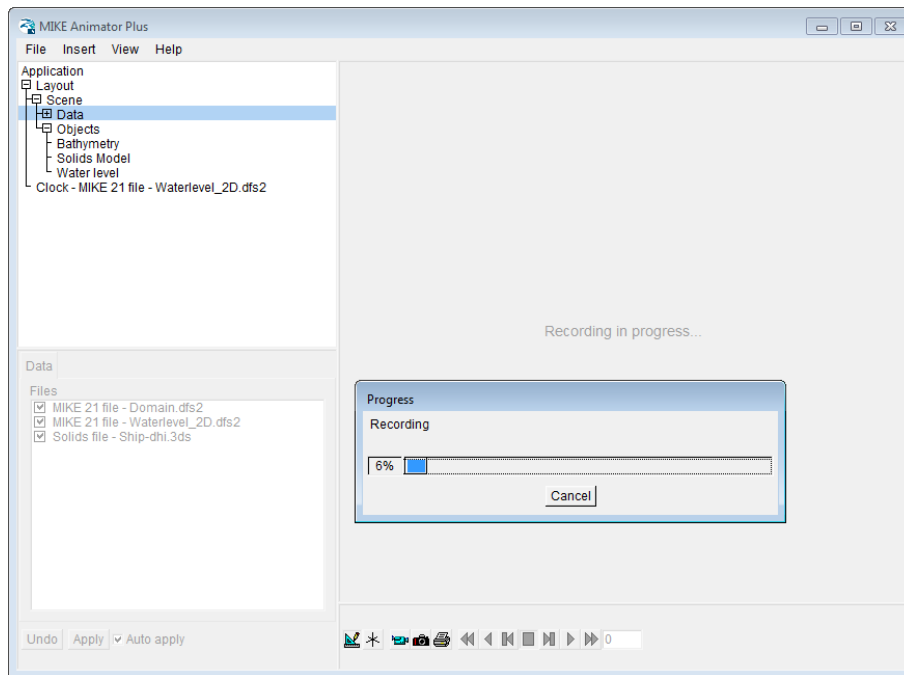 MIKE Animator Plus
File Insert View Help
Application
Layout
Scene
Data
Objects
Bathymetry
Solids Model
Water level
Clock - MIKE 21 file - Waterlevel_2D.dfs2
Recording in progress...
Data
Files
MIKE 21 file - Domain.dfs2
MIKE 21 file - Waterlevel_2D.dfs2
Solids file - Ship-dhi.3ds
Progress
Recording
6%
Cancel
Undo Apply Auto apply
0